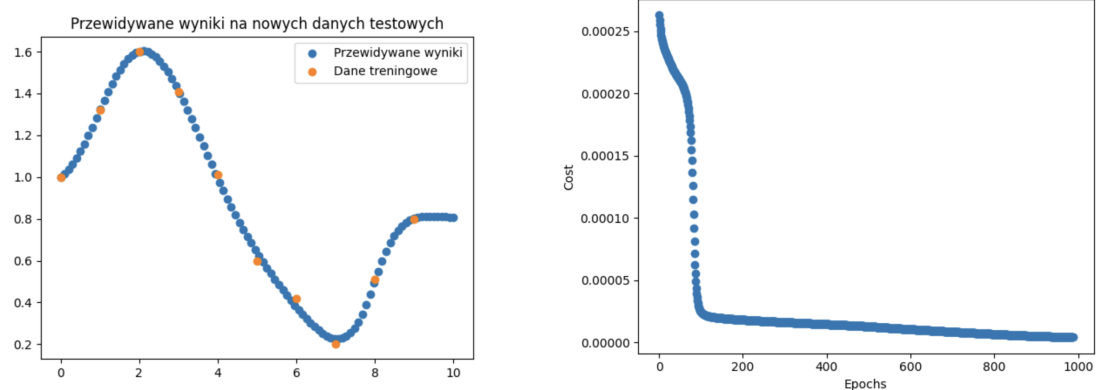 Przewidywane wyniki na nowych danych testowych
Przewidywane wyniki
Dane treningowe
1.6
1.4
1.2
1.0
0.8
0.6
0.4
0.2
0 2 4 6 8 10
0.00025
0.00020
0.00015
0.00010
0.00005
0.00000
Cost
0 200 400 600 800 1000
Epochs